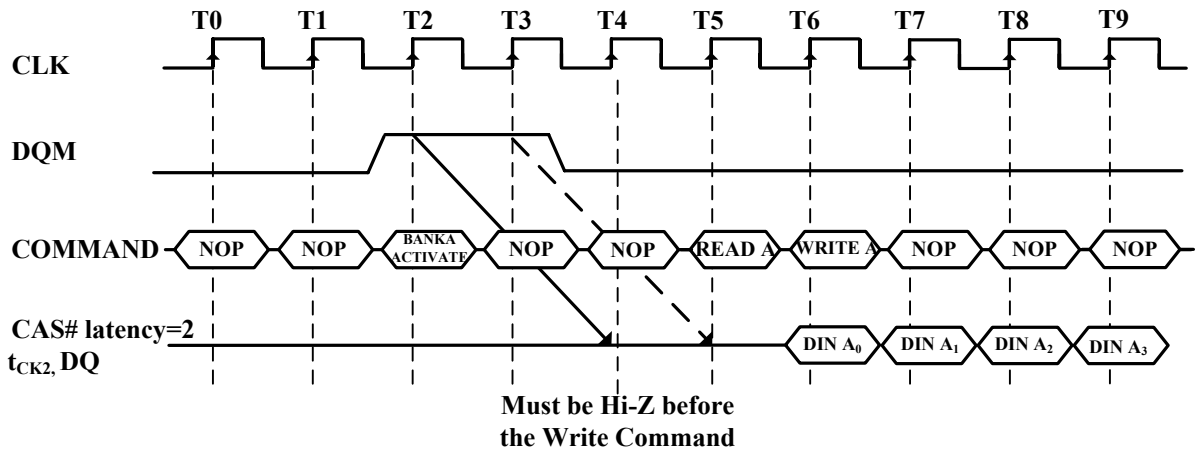 T0 T1 T2 T3 T4 T5 T6 T7 T8 T9
CLK
DQM
COMMAND NOP NOP BANKA ACTIVATE NOP NOP READ A WRITE A NOP NOP NOP
CAS# latency=2
tCK2, DQ DIN A0 DIN A1 DIN A2 DIN A3
Must be Hi-Z before
the Write Command